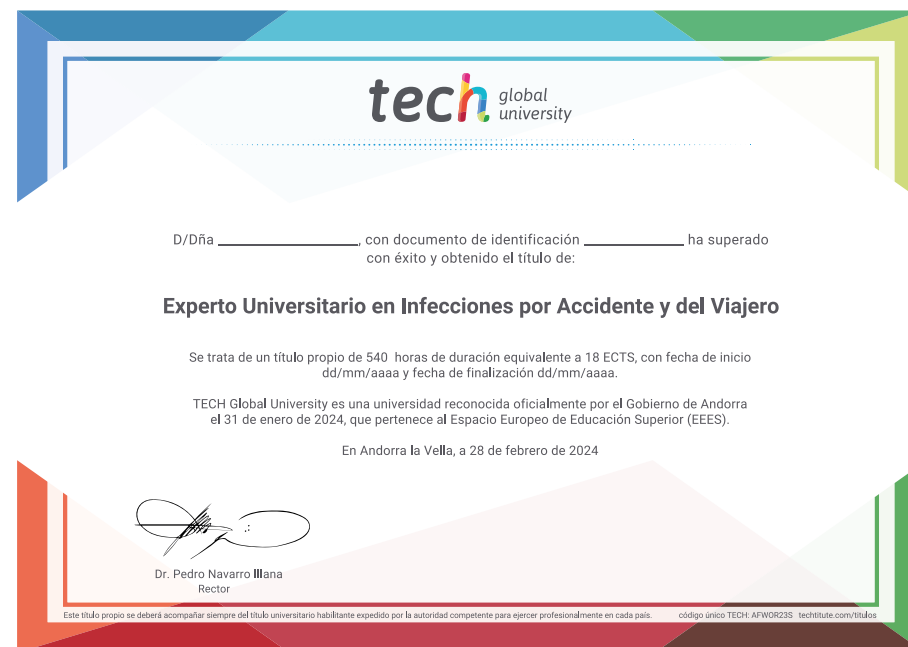 tech global university
D/Dña ________________, con documento de identificación ____________ ha superado
con éxito y obtenido el título de:
Experto Universitario en Infecciones por Accidente y del Viajero
Se trata de un título propio de 540 horas de duración equivalente a 18 ECTS, con fecha de inicio
dd/mm/aaaa y fecha de finalización dd/mm/aaaa.
TECH Global University es una universidad reconocida oficialmente por el Gobierno de Andorra
el 31 de enero de 2024, que pertenece al Espacio Europeo de Educación Superior (EEES).
En Andorra la Vella, a 28 de febrero de 2024
Dr. Pedro Navarro Illana
Rector
Este título propio se deberá acompañar siempre del título universitario habilitante expedido por la autoridad competente para ejercer profesionalmente en cada país. código único TECH: AFWOR23S techtitute.com/titulos